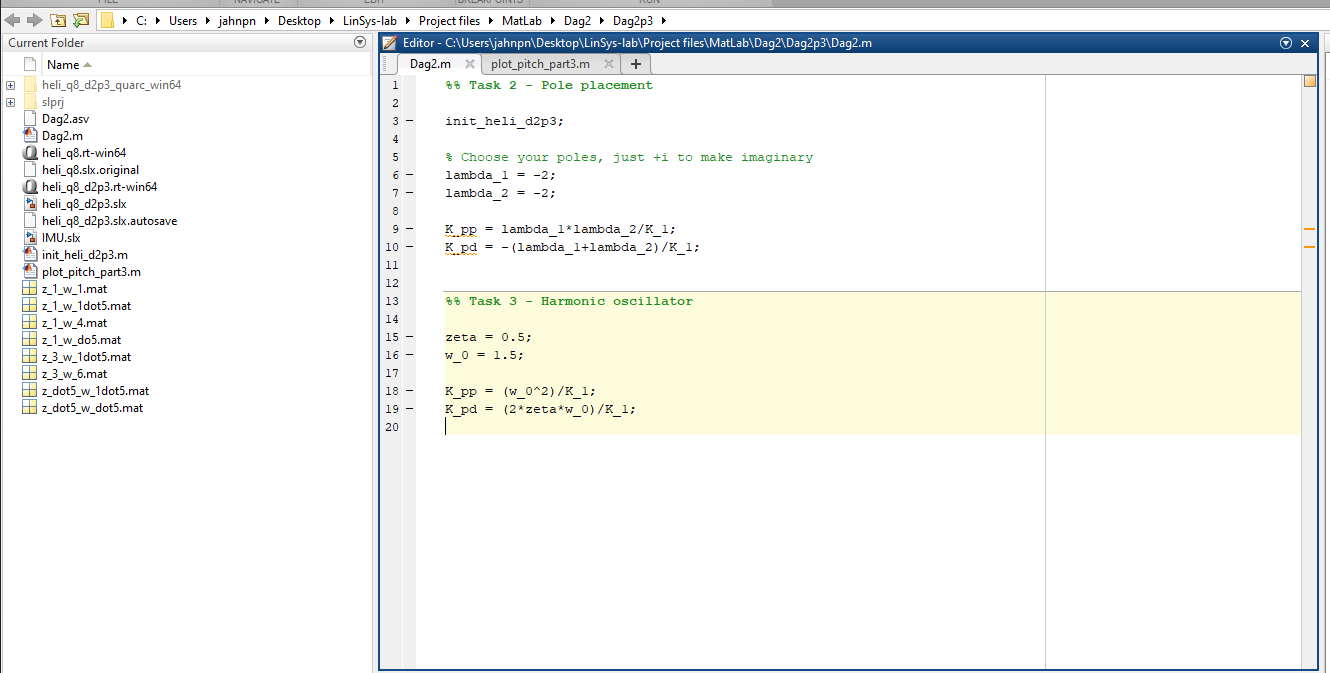 FILE NAVIGATE EDIT BREAKPOINTS RUN
C: Users jahnpn Desktop LinSys-lab Project files MatLab Dag2 Dag2p3
Current Folder
Name
heli_q8_d2p3_quarc_win64
slprj
Dag2.asv
Dag2.m
heli_q8.rt-win64
heli_q8.slx.original
heli_q8_d2p3.rt-win64
heli_q8_d2p3.slx
heli_q8_d2p3.slx.autosave
IMU.slx
init_heli_d2p3.m
plot_pitch_part3.m
z_1_w_1.mat
z_1_w_1dot5.mat
z_1_w_4.mat
z_1_w_do5.mat
z_3_w_1dot5.mat
z_3_w_6.mat
z_dot5_w_1dot5.mat
z_dot5_w_dot5.mat
Editor - C:\Users\jahnpn\Desktop\LinSys-lab\Project files\MatLab\Dag2\Dag2p3\Dag2.m
Dag2.m plot_pitch_part3.m +
1 %% Task 2 - Pole placement
2
3 – init_heli_d2p3;
4
5 % Choose your poles, just +i to make imaginary
6 – lambda_1 = -2;
7 – lambda_2 = -2;
8
9 – K_pp = lambda_1*lambda_2/K_1;
10 – K_pd = -(lambda_1+lambda_2)/K_1;
11
12
13 %% Task 3 - Harmonic oscillator
14
15 – zeta = 0.5;
16 – w_0 = 1.5;
17
18 – K_pp = (w_0^2)/K_1;
19 – K_pd = (2*zeta*w_0)/K_1;
20